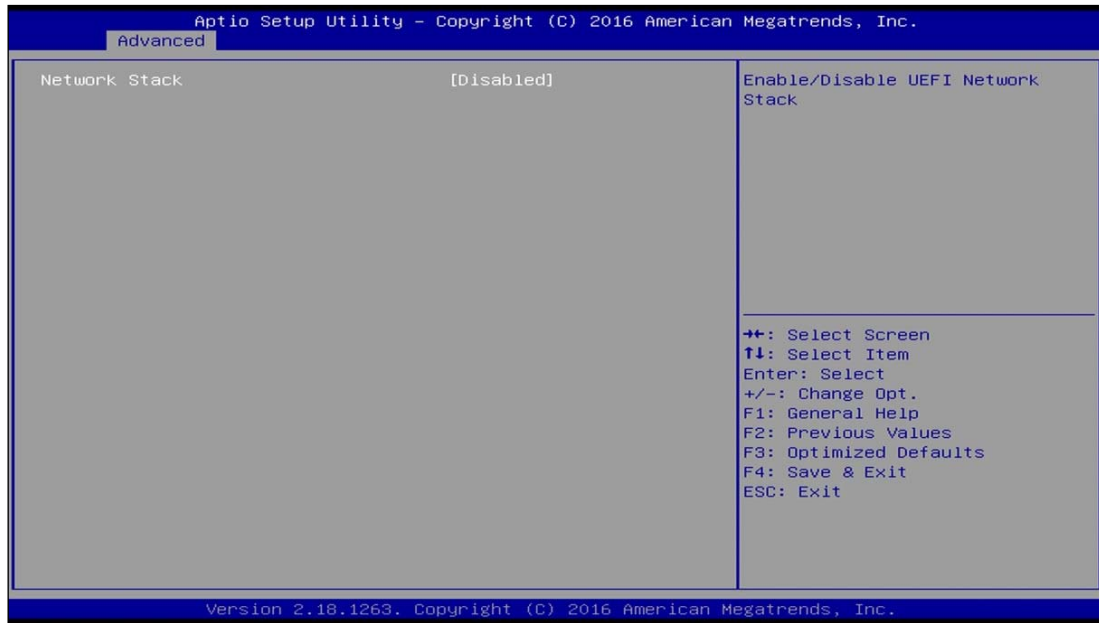 Aptio Setup Utility – Copyright (C) 2016 American Megatrends, Inc.
Advanced
Network Stack [Disabled]
Enable/Disable UEFI Network
Stack
→←: Select Screen
↑↓: Select Item
Enter: Select
+/-: Change Opt.
F1: General Help
F2: Previous Values
F3: Optimized Defaults
F4: Save & Exit
ESC: Exit
Version 2.18.1263. Copyright (C) 2016 American Megatrends, Inc.